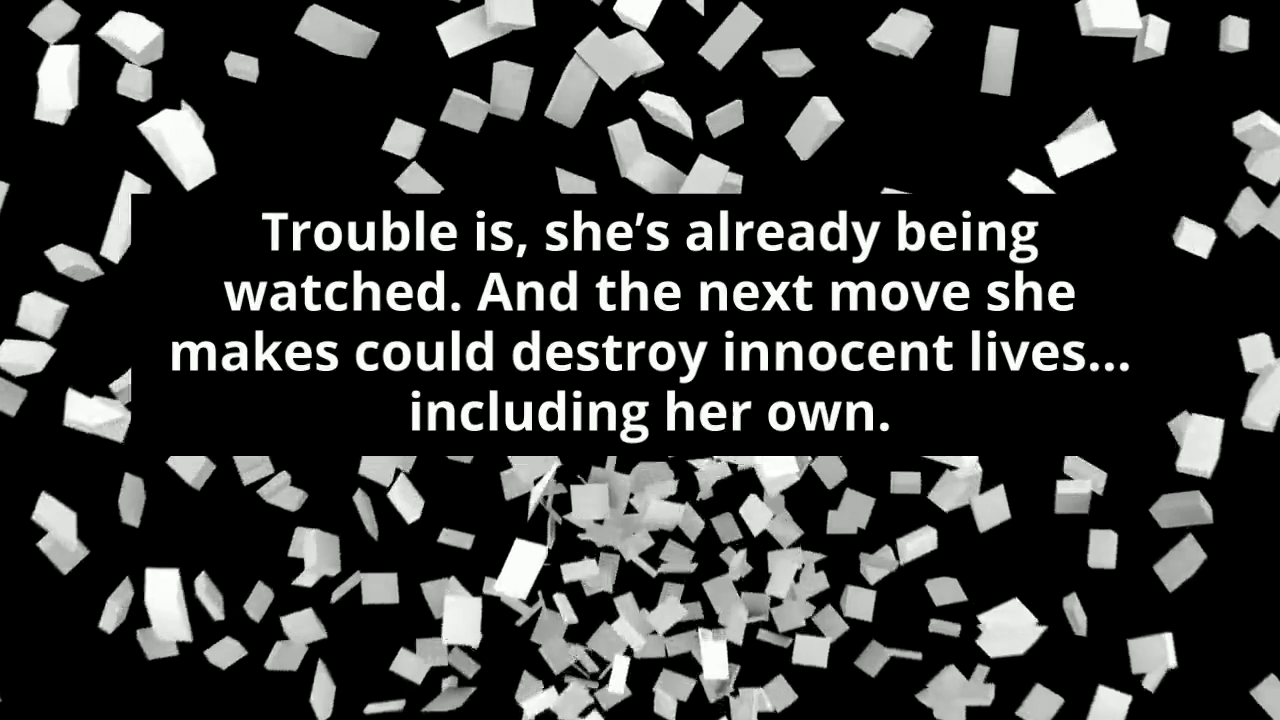 Trouble is, she’s already being
watched. And the next move she
makes could destroy innocent lives...
including her own.